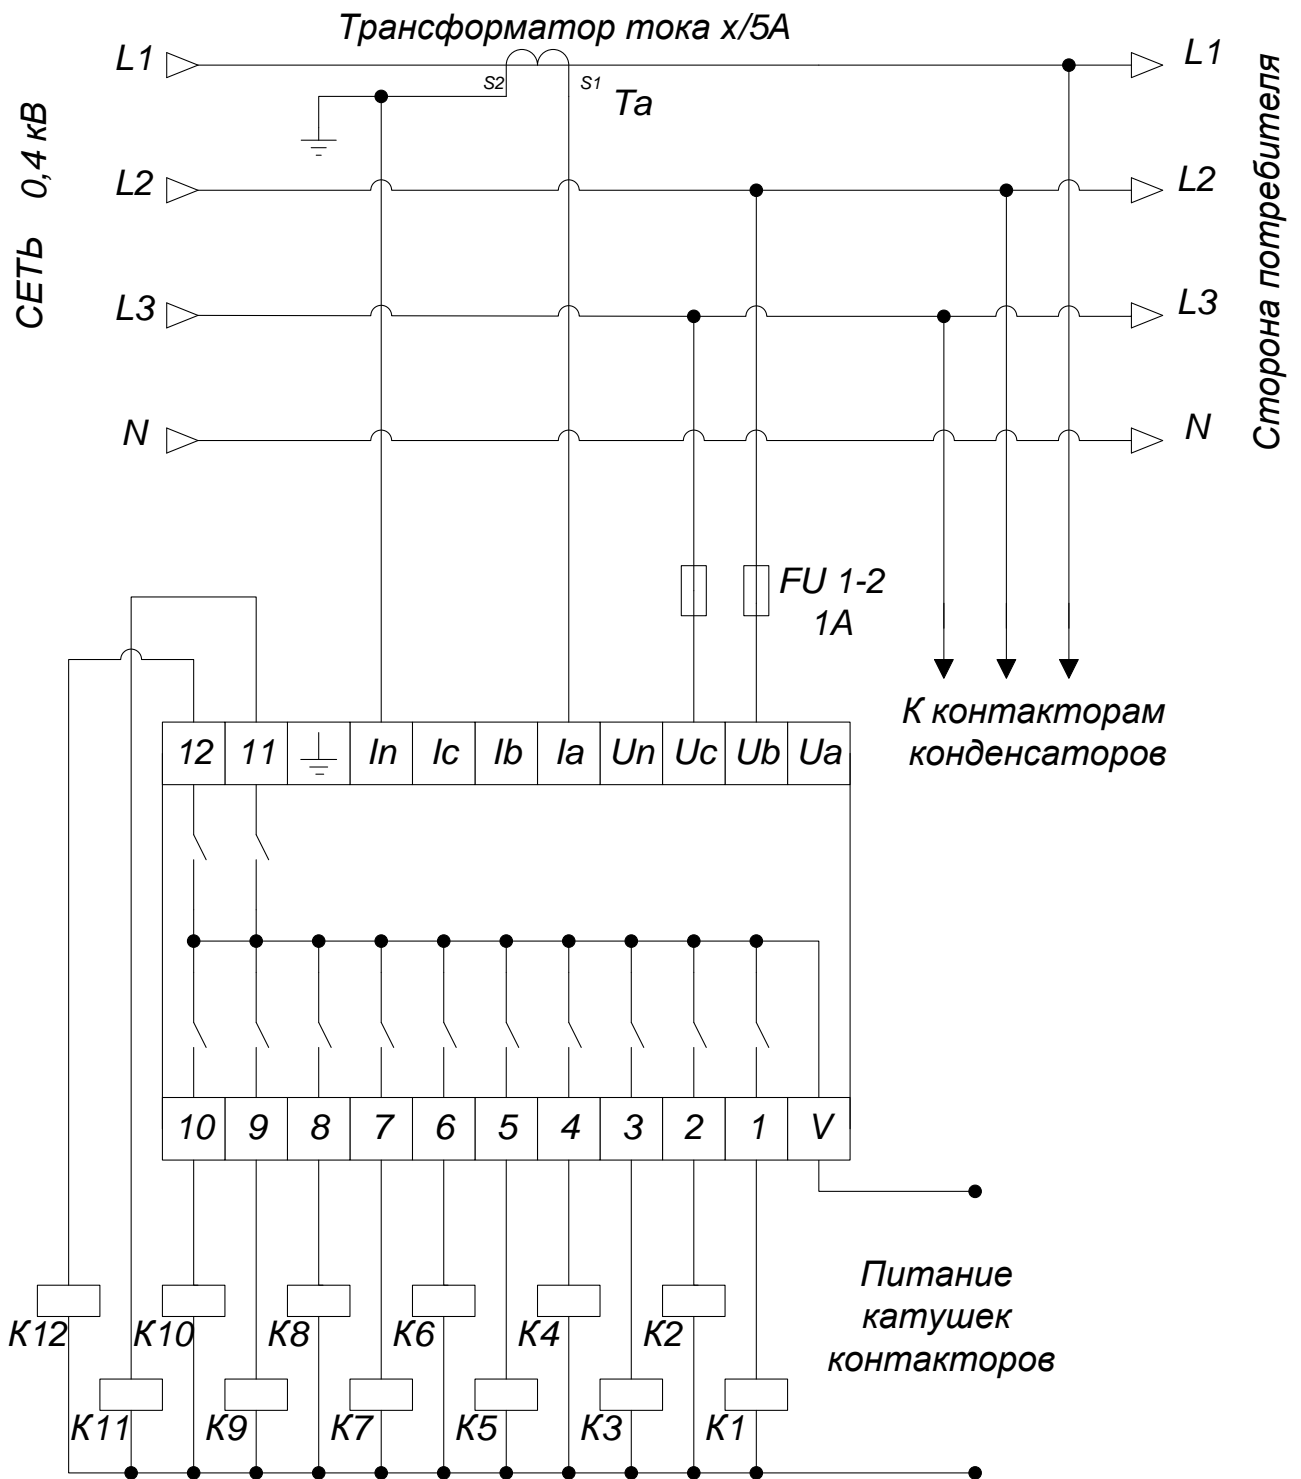 Трансформатор тока х/5А
L1
L1
S2
S1
Та
СЕТЬ 0,4 кВ
L2
L2
Сторона потребителя
L3
L3
N
N
FU 1-2
1А
К контакторам
конденсаторов
12 11 In Ic Ib Ia Un Uc Ub Ua
10 9 8 7 6 5 4 3 2 1 V
Питание
катушек
контакторов
К12 К10 К8 К6 К4 К2
К11 К9 К7 К5 К3 К1